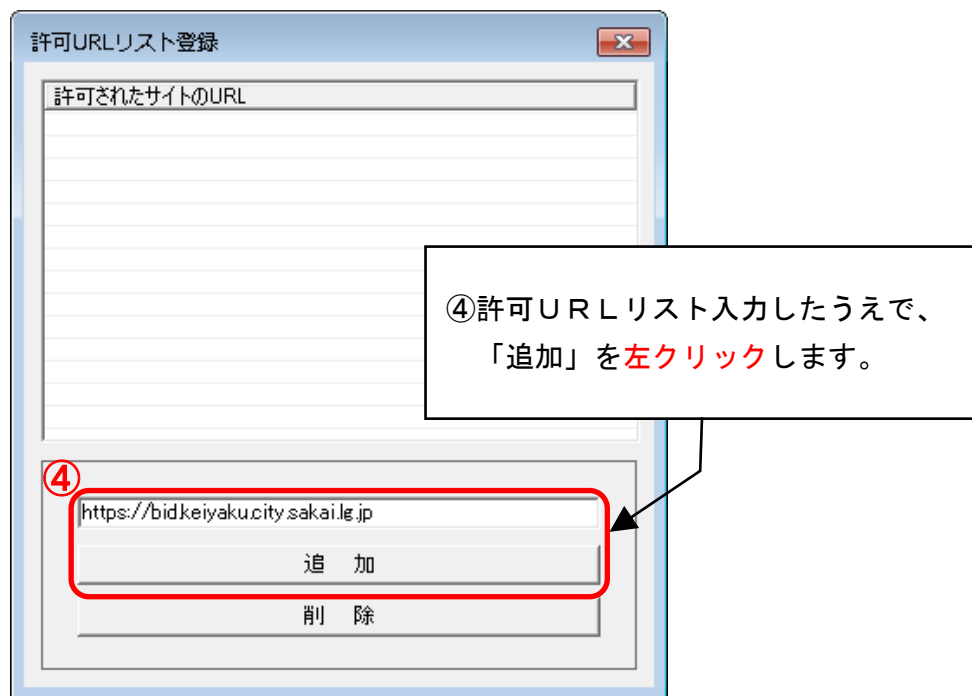 許可URLリスト登録
許可されたサイトのURL
④許可ＵＲＬリスト入力したうえで、
「追加」を左クリックします。
④
https://bid.keiyaku.city.sakai.lg.jp
追 加
削 除